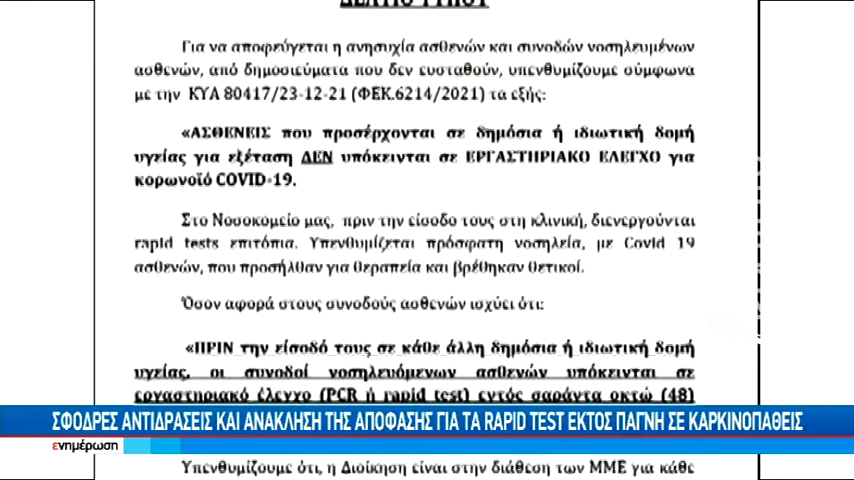 ΔΕΛΤΙΟ ΤΥΠΟΥ
Για να αποφεύγεται η ανησυχία ασθενών και συνοδών νοσηλευμένων
ασθενών, από δημοσιεύματα που δεν ευσταθούν, υπενθυμίζουμε σύμφωνα
με την ΚΥΑ 80417/23-12-21 (ΦΕΚ.6214/2021) τα εξής:
«ΑΣΘΕΝΕΙΣ που προσέρχονται σε δημόσια ή ιδιωτική δομή
υγείας για εξέταση ΔΕΝ υπόκεινται σε ΕΡΓΑΣΤΗΡΙΑΚΟ ΕΛΕΓΧΟ για
κορωνοϊό COVID-19.
Στο Νοσοκομείο μας, πριν την είσοδο τους στη κλινική, διενεργούνται
rapid tests επιτόπια. Υπενθυμίζεται πρόσφατη νοσηλεία, με Covid 19
ασθενών, που προσήλθαν για θεραπεία και βρέθηκαν θετικοί.
Όσον αφορά στους συνοδούς ασθενών ισχύει ότι:
«ΠΡΙΝ την είσοδό τους σε κάθε άλλη δημόσια ή ιδιωτική δομή
υγείας, οι συνοδοί νοσηλευόμενων ασθενών υπόκεινται σε
εργαστηριακό έλεγχο (PCR ή rapid test) εντός σαράντα οκτώ (48)
ΣΦΟΔΡΕΣ ΑΝΤΙΔΡΑΣΕΙΣ ΚΑΙ ΑΝΑΚΛΗΣΗ ΤΗΣ ΑΠΟΦΑΣΗΣ ΓΙΑ ΤΑ RAPID TEST ΕΚΤΟΣ ΠΑΓΝΗ ΣΕ ΚΑΡΚΙΝΟΠΑΘΕΙΣ
ενημέρωση
Υπενθυμίζουμε ότι, η Διοίκηση είναι στην διάθεση των ΜΜΕ για κάθε